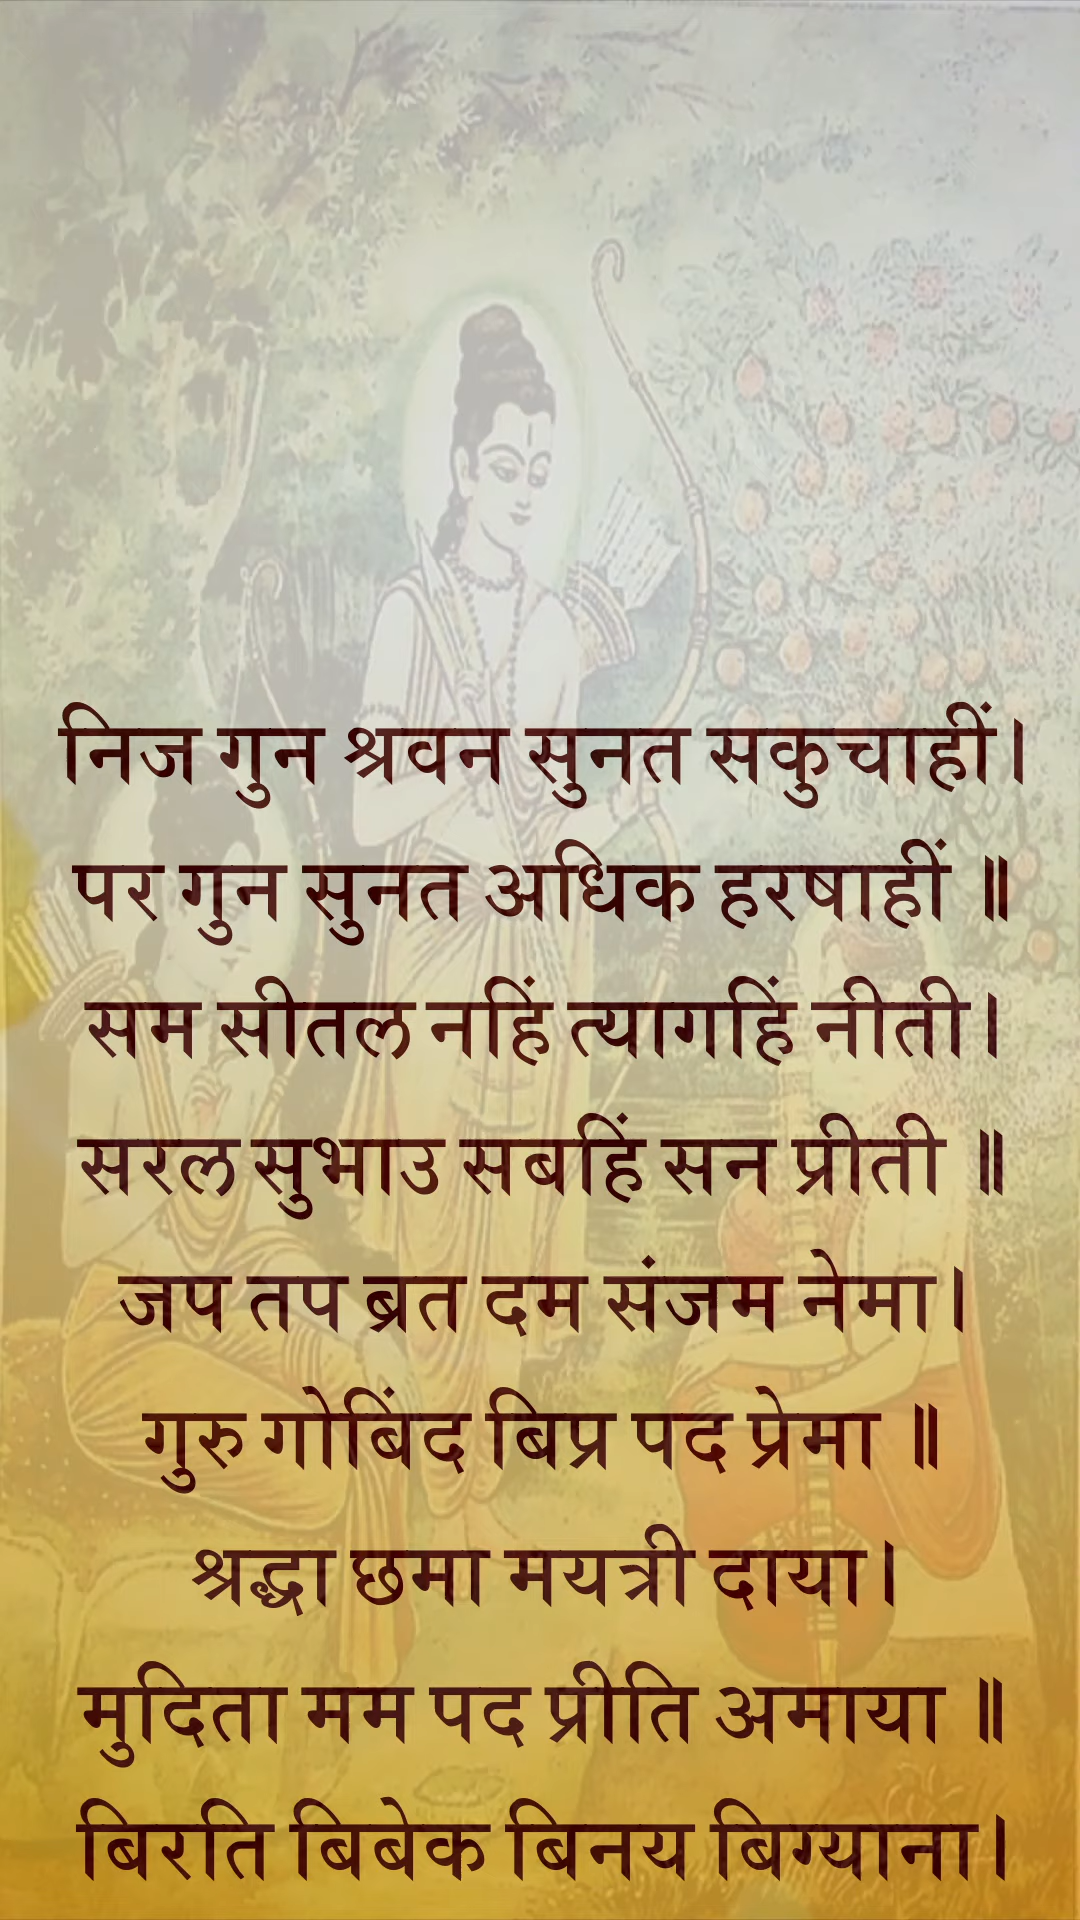 निज गुन श्रवन सुनत सकुचाहीं।
पर गुन सुनत अधिक हरषाहीं ॥
सम सीतल नहिं त्यागहिं नीती।
सरल सुभाउ सबहिं सन प्रीती ॥
जप तप ब्रत दम संजम नेमा।
गुरु गोबिंद बिप्र पद प्रेमा ॥
श्रद्धा छमा मयत्री दाया।
मुदिता मम पद प्रीति अमाया ॥
बिरति बिबेक बिनय बिग्याना।